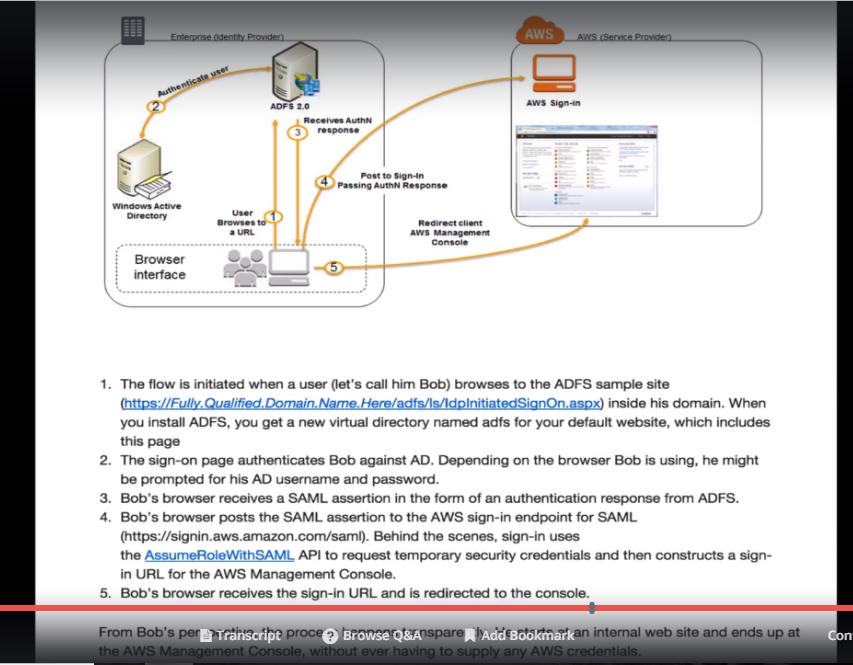 Enterprise (Identity Provider)
AWS
AWS (Service Provider)
Authenticate user
2
ADFS 2.0
AWS Sign-in
Receives AuthN
response
3
4
Post to Sign-In
Passing AuthN Response
Windows Active
Directory
User
Browses to
a URL
1
Redirect client
AWS Management
Console
Browser
interface
5
1. The flow is initiated when a user (let's call him Bob) browses to the ADFS sample site
(https://Fully.Qualified.Domain.Name.Here/adfs/ls/IdpInitiatedSignOn.aspx) inside his domain. When
you install ADFS, you get a new virtual directory named adfs for your default website, which includes
this page
2. The sign-on page authenticates Bob against AD. Depending on the browser Bob is using, he might
be prompted for his AD username and password.
3. Bob's browser receives a SAML assertion in the form of an authentication response from ADFS.
4. Bob's browser posts the SAML assertion to the AWS sign-in endpoint for SAML
(https://signin.aws.amazon.com/saml). Behind the scenes, sign-in uses
the AssumeRoleWithSAML API to request temporary security credentials and then constructs a sign-
in URL for the AWS Management Console.
5. Bob's browser receives the sign-in URL and is redirected to the console.
From Bob's the an internal web site and ends up at
Transcript
Browse Q&A
Add Bookmark
the AWS Management Console, without ever having to supply any AWS credentials.